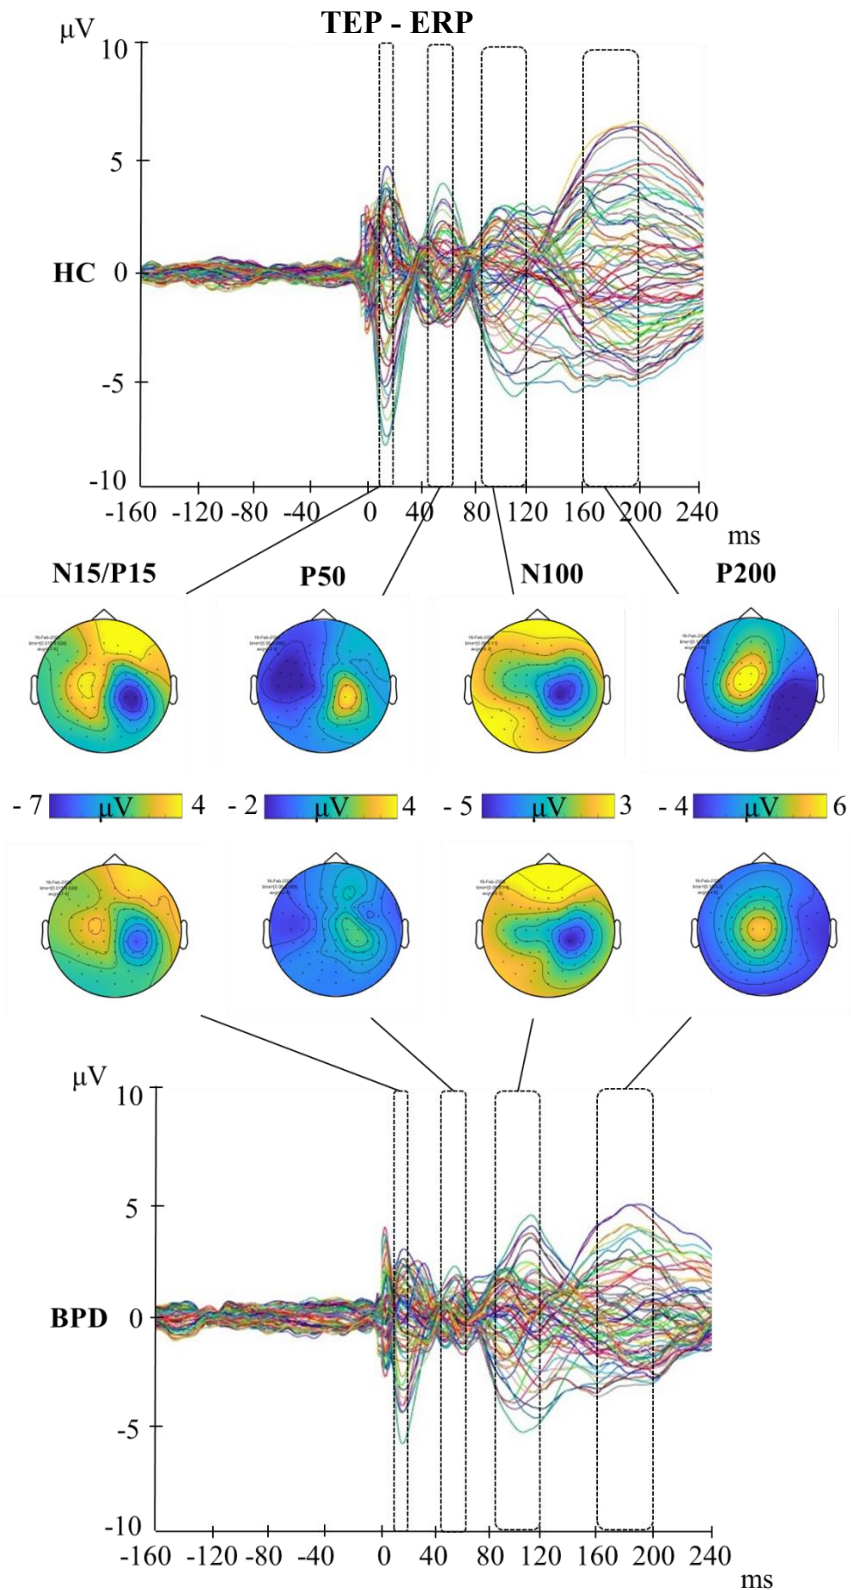 TEP - ERP
μV
10
5
HC 0
-5
-10
-160 -120 -80 -40 0 40 80 120 160 200 240
ms
N15/P15 P50 N100 P200
- 7 μV 4 - 2 μV 4 - 5 μV 3 - 4 μV 6
μV
10
5
BPD 0
-5
-10
-160 -120 -80 -40 0 40 80 120 160 200 240
ms